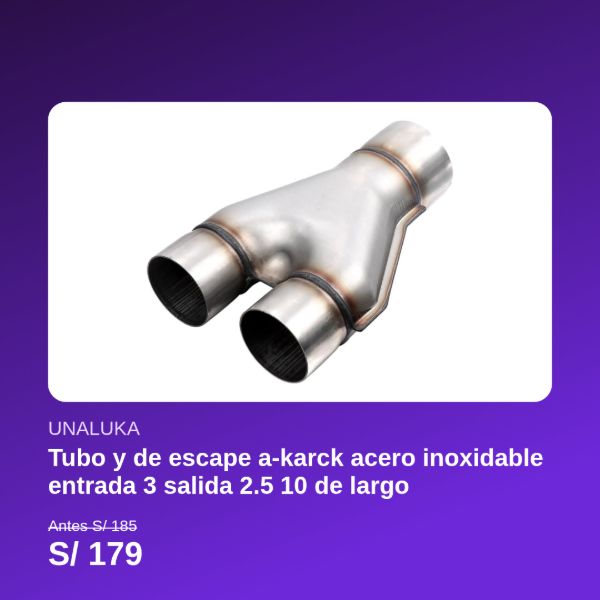 UNALUKA
Tubo y de escape a-karck acero inoxidable
entrada 3 salida 2.5 10 de largo
Antes S/ 185
S/ 179